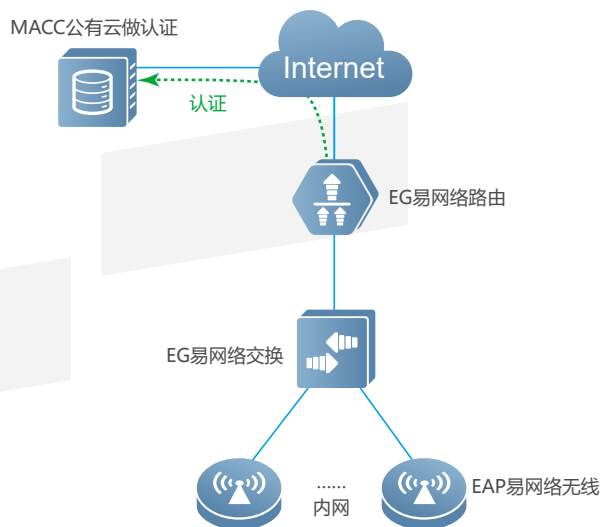 MACC公有云做认证
Internet
认证
EG易网络路由
EG易网络交换
EAP易网络无线
……
内网